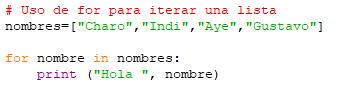 # Uso de for para iterar una lista
nombres=["Charo","Indi","Aye","Gustavo"]
for nombre in nombres:
    print ("Hola ", nombre)